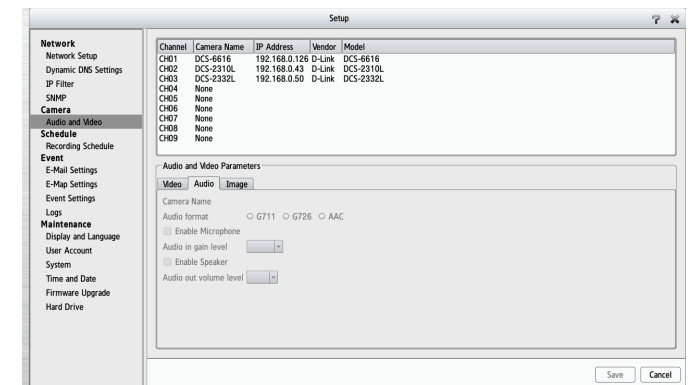 Setup
Network
Network Setup
Dynamic DNS Settings
IP Filter
SNMP
Camera
Audio and Video
Schedule
Recording Schedule
Event
E-Mail Settings
E-Map Settings
Event Settings
Logs
Maintenance
Display and Language
User Account
System
Time and Date
Firmware Upgrade
Hard Drive
Channel Camera Name IP Address Vendor Model
CH01 DCS-6616 192.168.0.126 D-Link DCS-6616
CH02 DCS-2310L 192.168.0.43 D-Link DCS-2310L
CH03 DCS-2332L 192.168.0.50 D-Link DCS-2332L
CH04 None
CH05 None
CH06 None
CH07 None
CH08 None
CH09 None
Audio and Video Parameters
Video Audio Image
Camera Name
Audio format G711 G726 AAC
Enable Microphone
Audio in gain level
Enable Speaker
Audio out volume level
Save Cancel